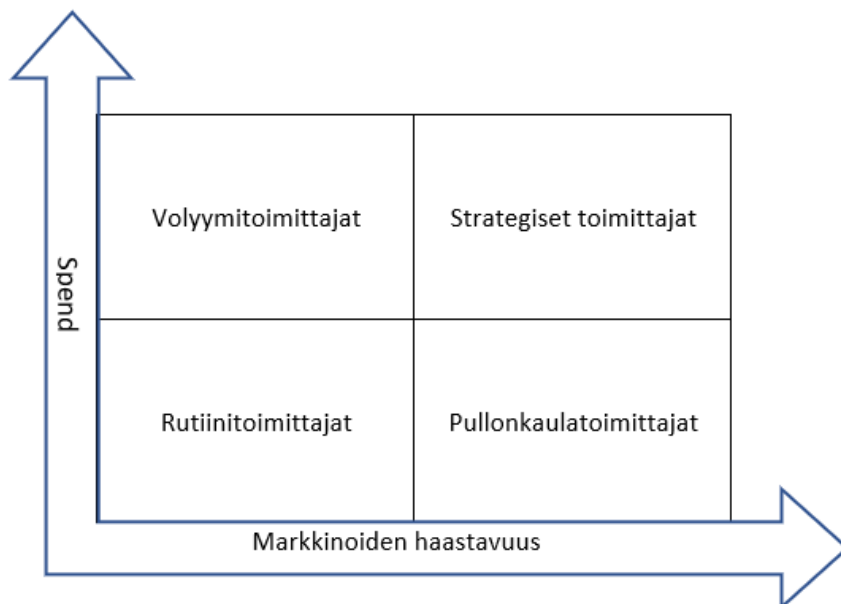 Volyymitoimittajat
Strategiset toimittajat
Spend
Rutiinitoimittajat
Pullonkaulatoimittajat
Markkinoiden haastavuus